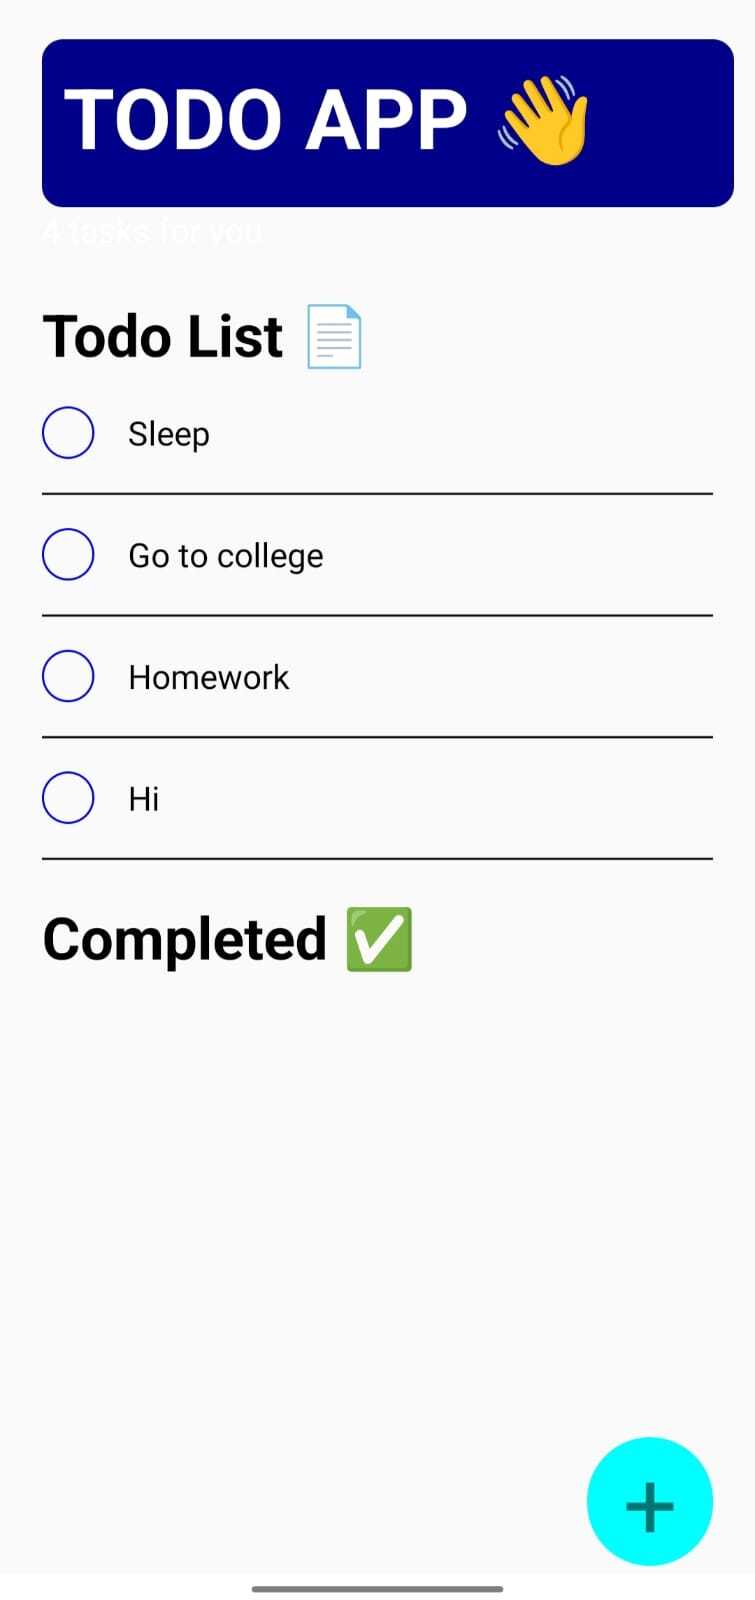 TODO APP 👋
4 tasks for you
Todo List 📄
Sleep
Go to college
Homework
Hi
Completed ✅
+